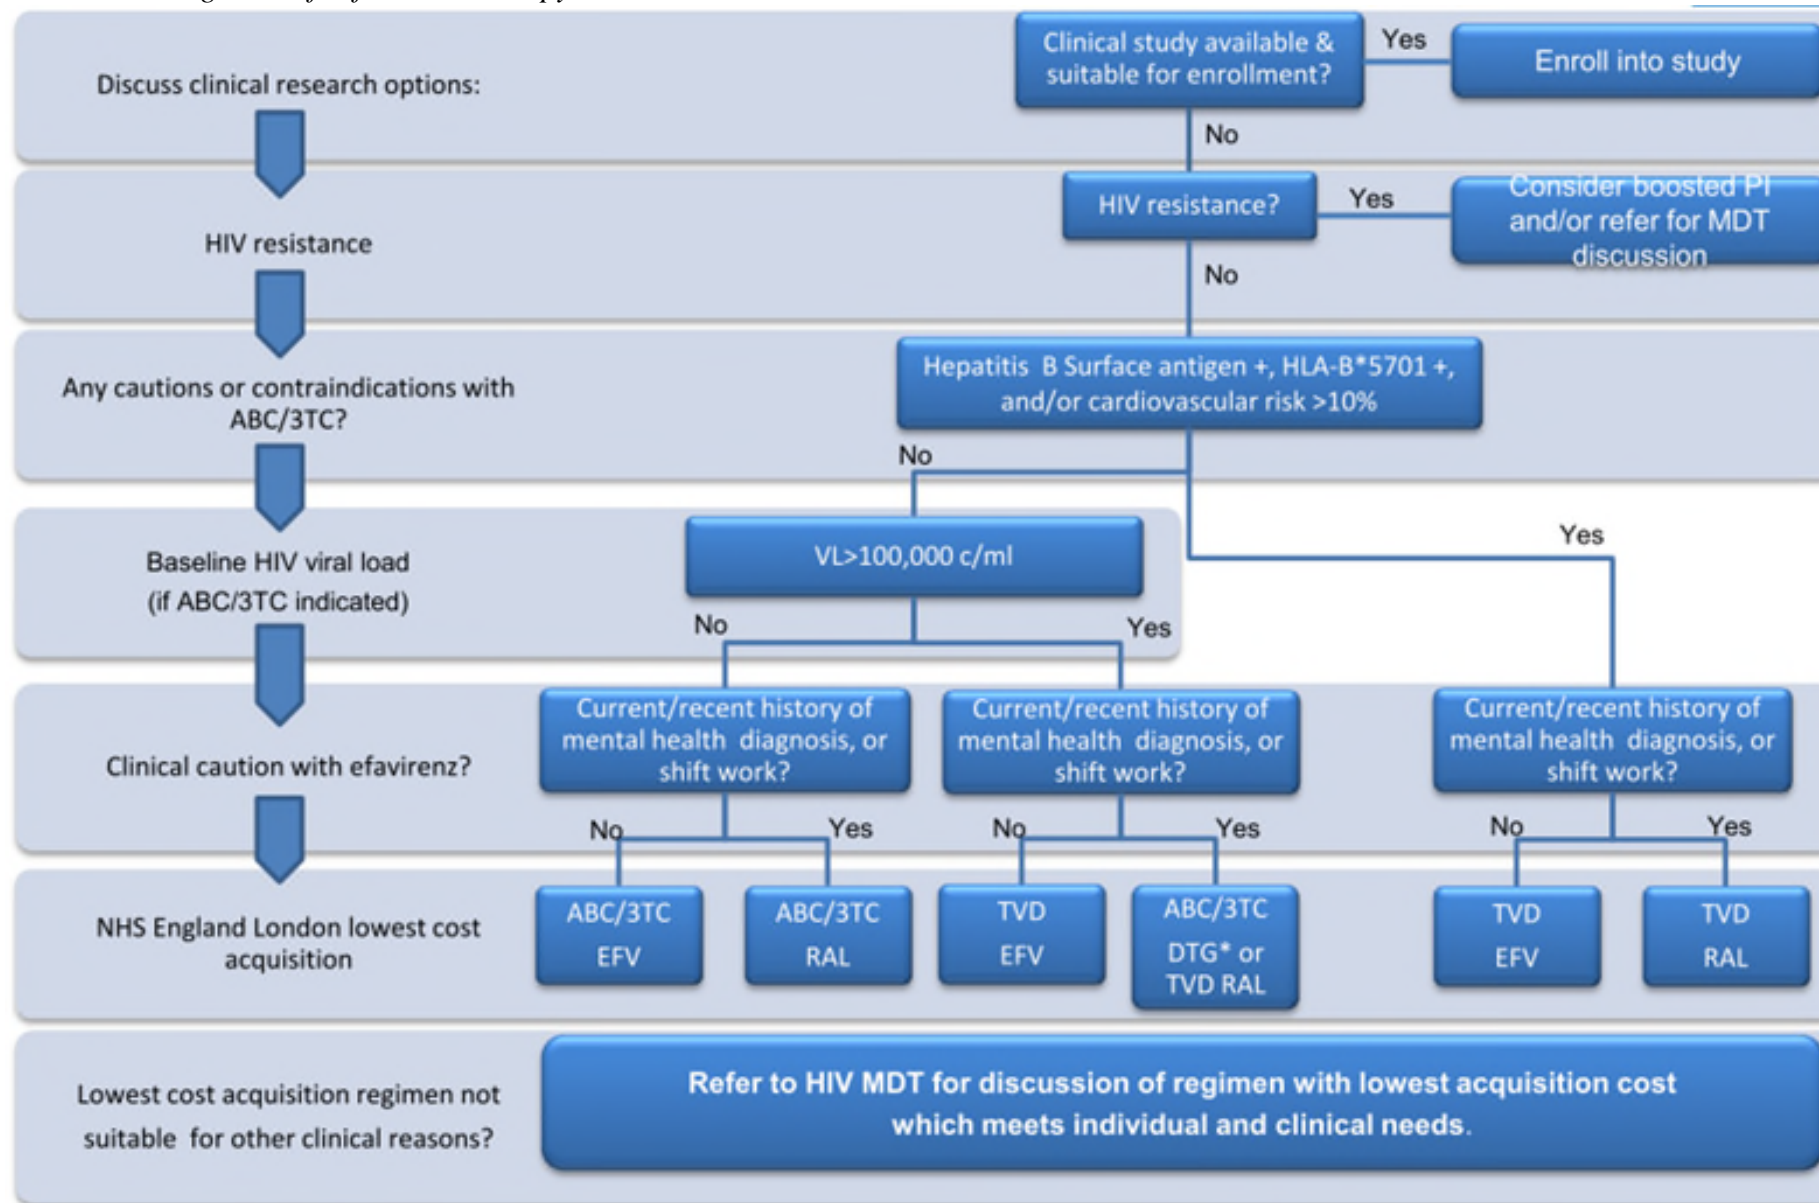 Clinical study available &
suitable for enrollment?
Yes
Enroll into study
Discuss clinical research options:
No
HIV resistance?
Yes
Consider boosted PI
and/or refer for MDT
discussion
HIV resistance
No
Any cautions or contraindications with
ABC/3TC?
Hepatitis B Surface antigen +, HLA-B*5701 +,
and/or cardiovascular risk >10%
No
Yes
Baseline HIV viral load
(if ABC/3TC indicated)
VL>100,000 c/ml
No
Yes
Clinical caution with efavirenz?
Current/recent history of
mental health diagnosis, or
shift work?
Current/recent history of
mental health diagnosis, or
shift work?
Current/recent history of
mental health diagnosis, or
shift work?
No
Yes
No
Yes
No
Yes
NHS England London lowest cost
acquisition
ABC/3TC
EFV
ABC/3TC
RAL
TVD
EFV
ABC/3TC
DTG* or
TVD RAL
TVD
EFV
TVD
RAL
Lowest cost acquisition regimen not
suitable for other clinical reasons?
Refer to HIV MDT for discussion of regimen with lowest acquisition cost
which meets individual and clinical needs.